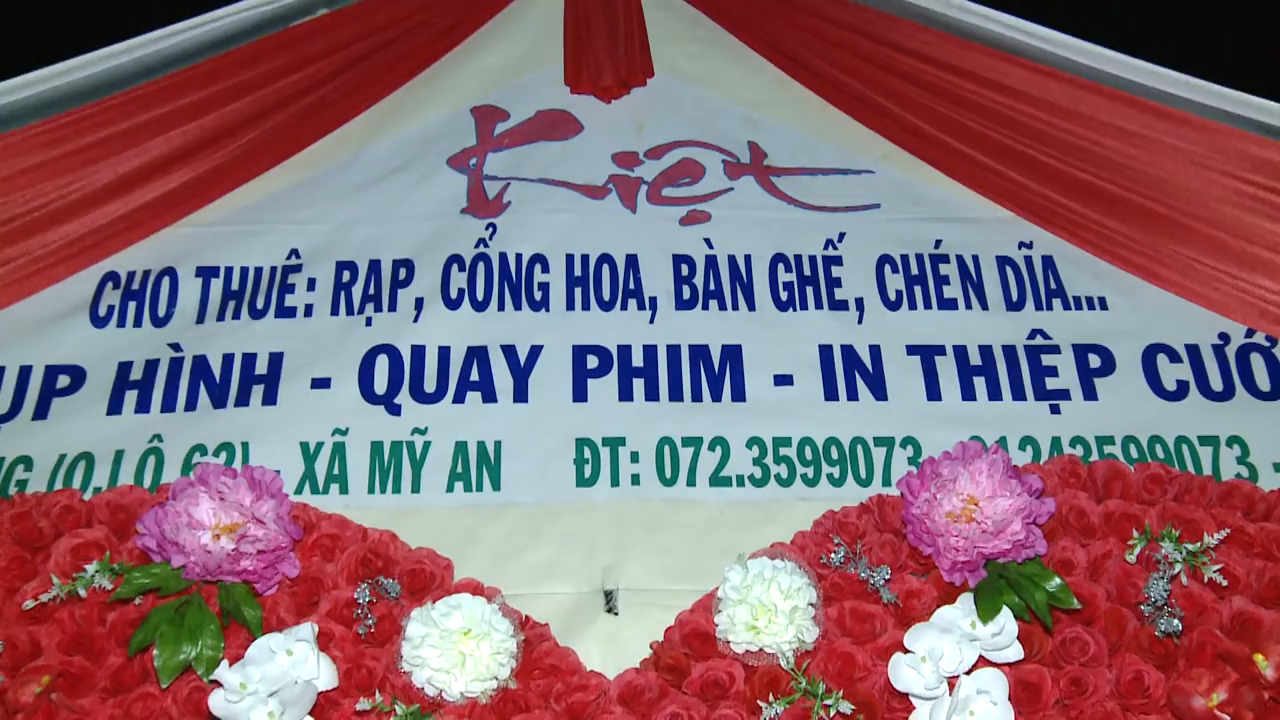 Kiệt
CHO THUÊ: RẠP, CỔNG HOA, BÀN GHẾ, CHÉN DĨA...
HÌNH - QUAY PHIM - IN THIỆP
XÃ MỸ AN ĐT: 072.3599073